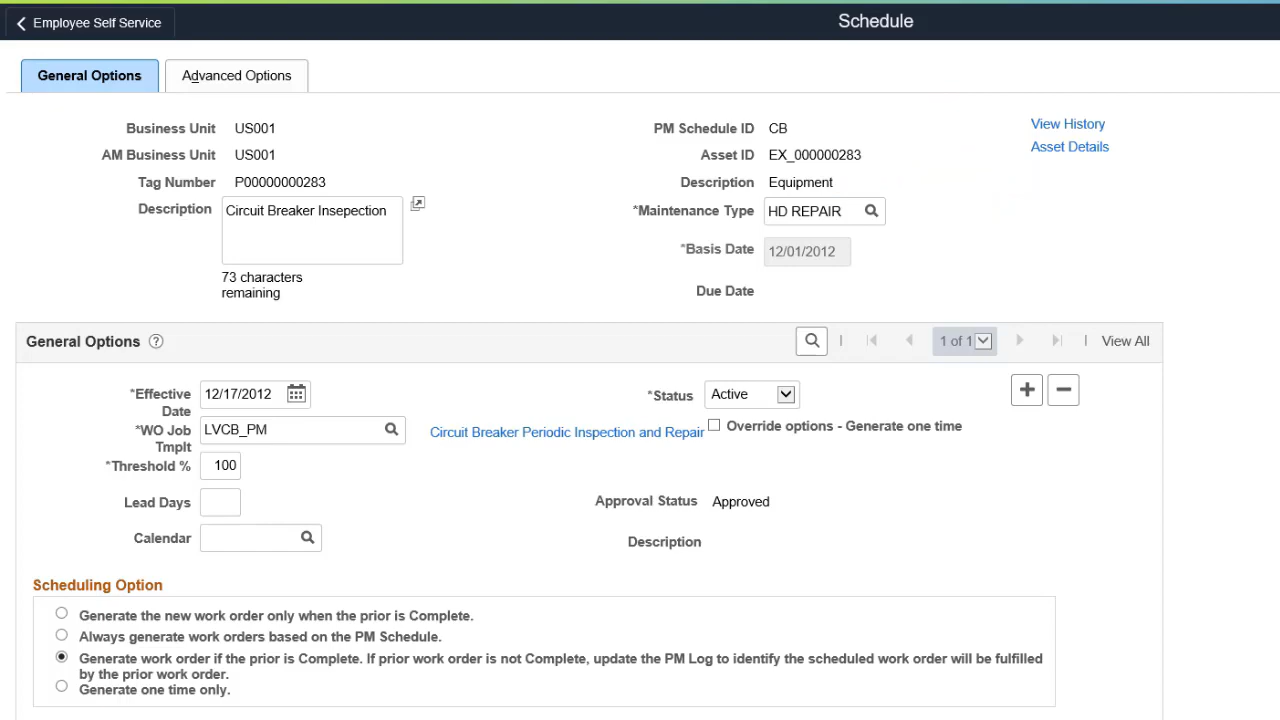 Employee Self Service
Schedule
General Options
Advanced Options
Business Unit US001
PM Schedule ID CB
View History
AM Business Unit US001
Asset ID EX_000000283
Asset Details
Tag Number P00000000283
Description Equipment
Description Circuit Breaker Insepection
*Maintenance Type HD REPAIR
*Basis Date 12/01/2012
73 characters
remaining
Due Date
General Options ?
1 of 1
View All
*Effective
Date
12/17/2012
*Status Active
*WO Job
Tmplt
LVCB_PM
Circuit Breaker Periodic Inspection and Repair
Override options - Generate one time
*Threshold % 100
Lead Days
Approval Status Approved
Calendar
Description
Scheduling Option
Generate the new work order only when the prior is Complete.
Always generate work orders based on the PM Schedule.
Generate work order if the prior is Complete. If prior work order is not Complete, update the PM Log to identify the scheduled work order will be fulfilled
by the prior work order.
Generate one time only.